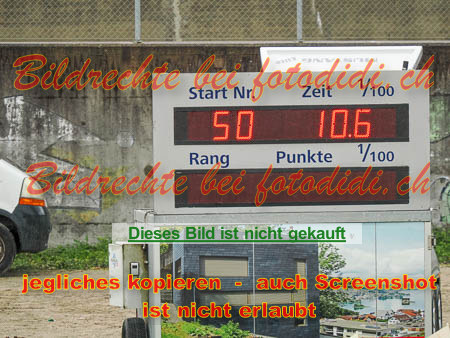 Bildrechte bei fotodidi.ch
Start Nr. Zeit 1/100
50 10.6
Rang Punkte 1/100
Bildrechte bei fotodidi.ch
Dieses Bild ist nicht gekauft
jegliches kopieren - auch Screenshot
ist nicht erlaubt